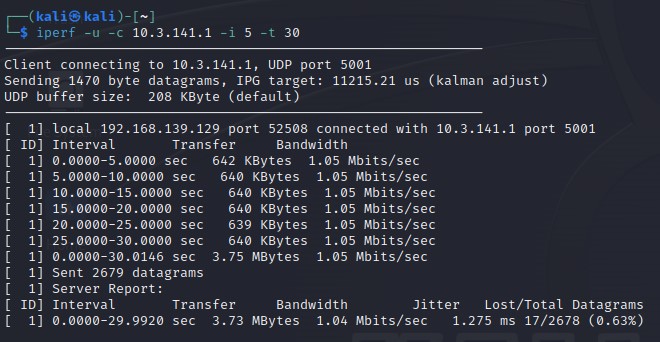 ┌──(kali㉿kali)-[~]
└─$ iperf -u -c 10.3.141.1 -i 5 -t 30
Client connecting to 10.3.141.1, UDP port 5001
Sending 1470 byte datagrams, IPG target: 11215.21 us (kalman adjust)
UDP buffer size:  208 KByte (default)
[  1] local 192.168.139.129 port 52508 connected with 10.3.141.1 port 5001
[ ID] Interval       Transfer     Bandwidth
[  1] 0.0000-5.0000 sec   642 KBytes  1.05 Mbits/sec
[  1] 5.0000-10.0000 sec   640 KBytes  1.05 Mbits/sec
[  1] 10.0000-15.0000 sec   640 KBytes  1.05 Mbits/sec
[  1] 15.0000-20.0000 sec   640 KBytes  1.05 Mbits/sec
[  1] 20.0000-25.0000 sec   639 KBytes  1.05 Mbits/sec
[  1] 25.0000-30.0000 sec   640 KBytes  1.05 Mbits/sec
[  1] 0.0000-30.0146 sec  3.75 MBytes  1.05 Mbits/sec
[  1] Sent 2679 datagrams
[  1] Server Report:
[ ID] Interval       Transfer     Bandwidth        Jitter   Lost/Total Datagrams
[  1] 0.0000-29.9920 sec  3.73 MBytes  1.04 Mbits/sec   1.275 ms 17/2678 (0.63%)